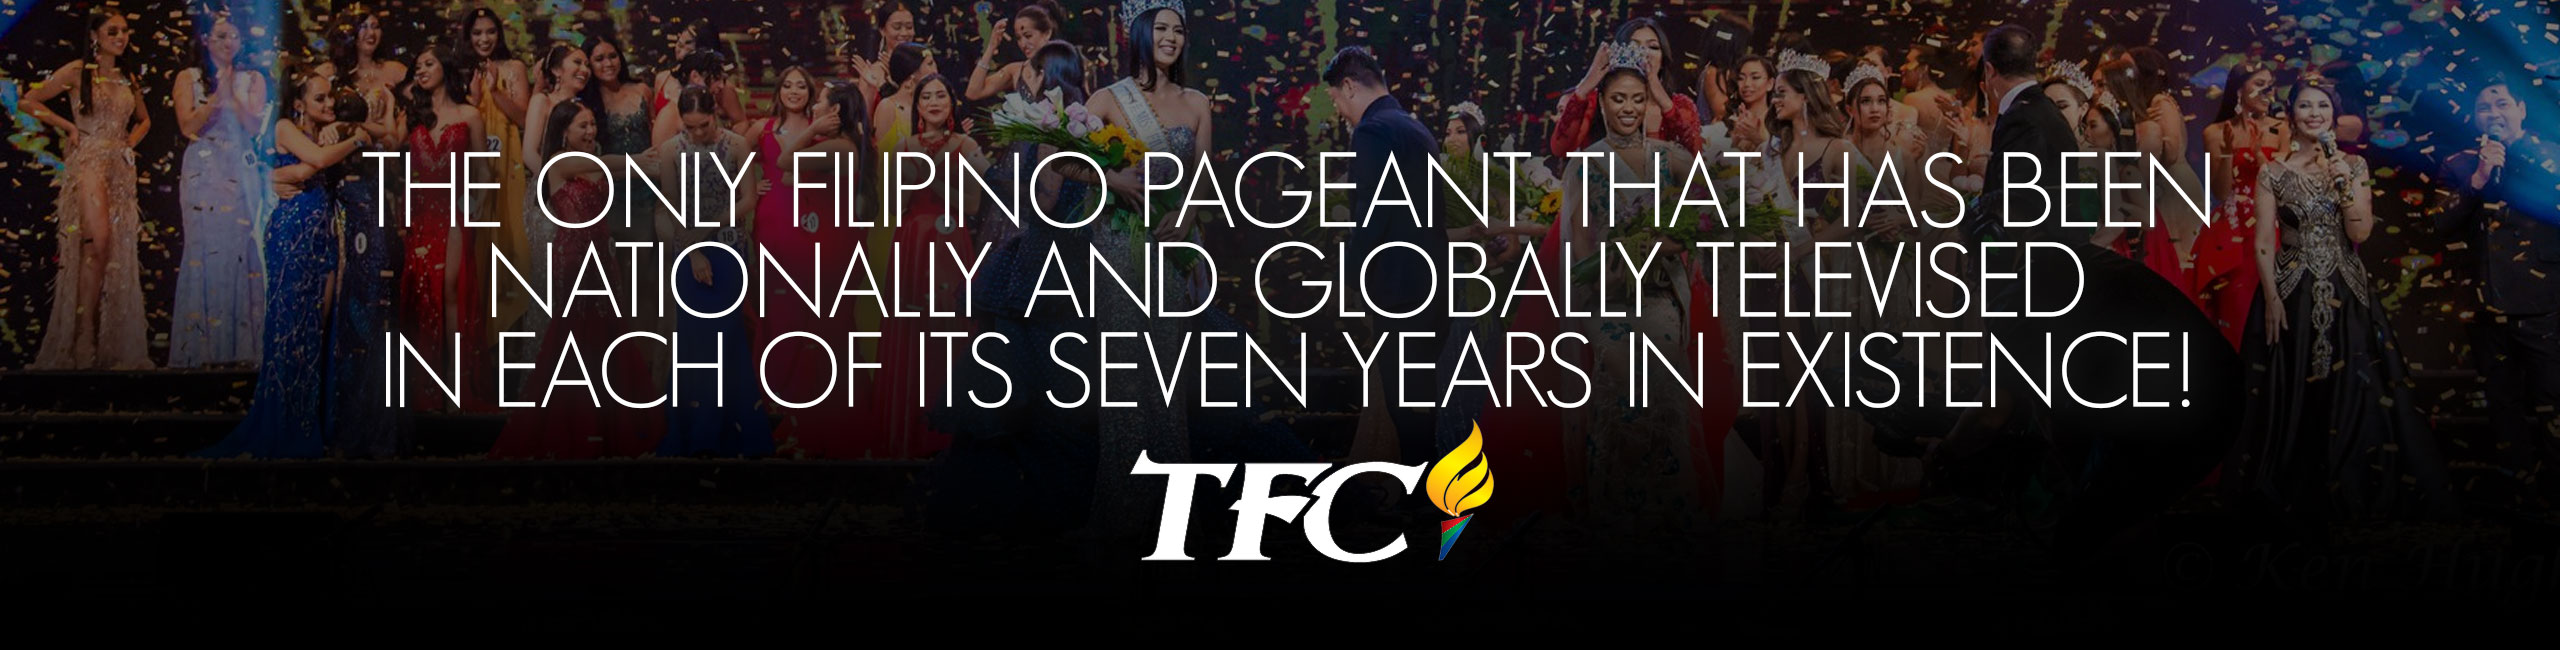 THE ONLY FILIPINO PAGEANT THAT HAS BEEN
NATIONALLY AND GLOBALLY TELEVISED
IN EACH OF ITS SEVEN YEARS IN EXISTENCE!
TFC
© Ken